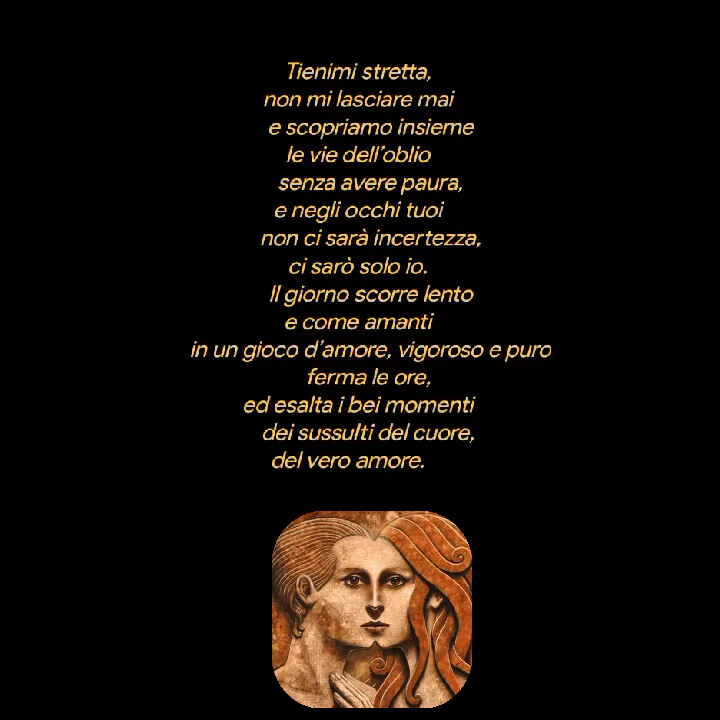 Tienimi stretta,
non mi lasciare mai
e scopriamo insieme
le vie dell'oblio
senza avere paura,
e negli occhi tuoi
non ci sarà incertezza,
ci sarò solo io.
Il giorno scorre lento
e come amanti
in un gioco d'amore, vigoroso e puro
ferma le ore,
ed esalta i bei momenti
dei sussulti del cuore,
del vero amore.